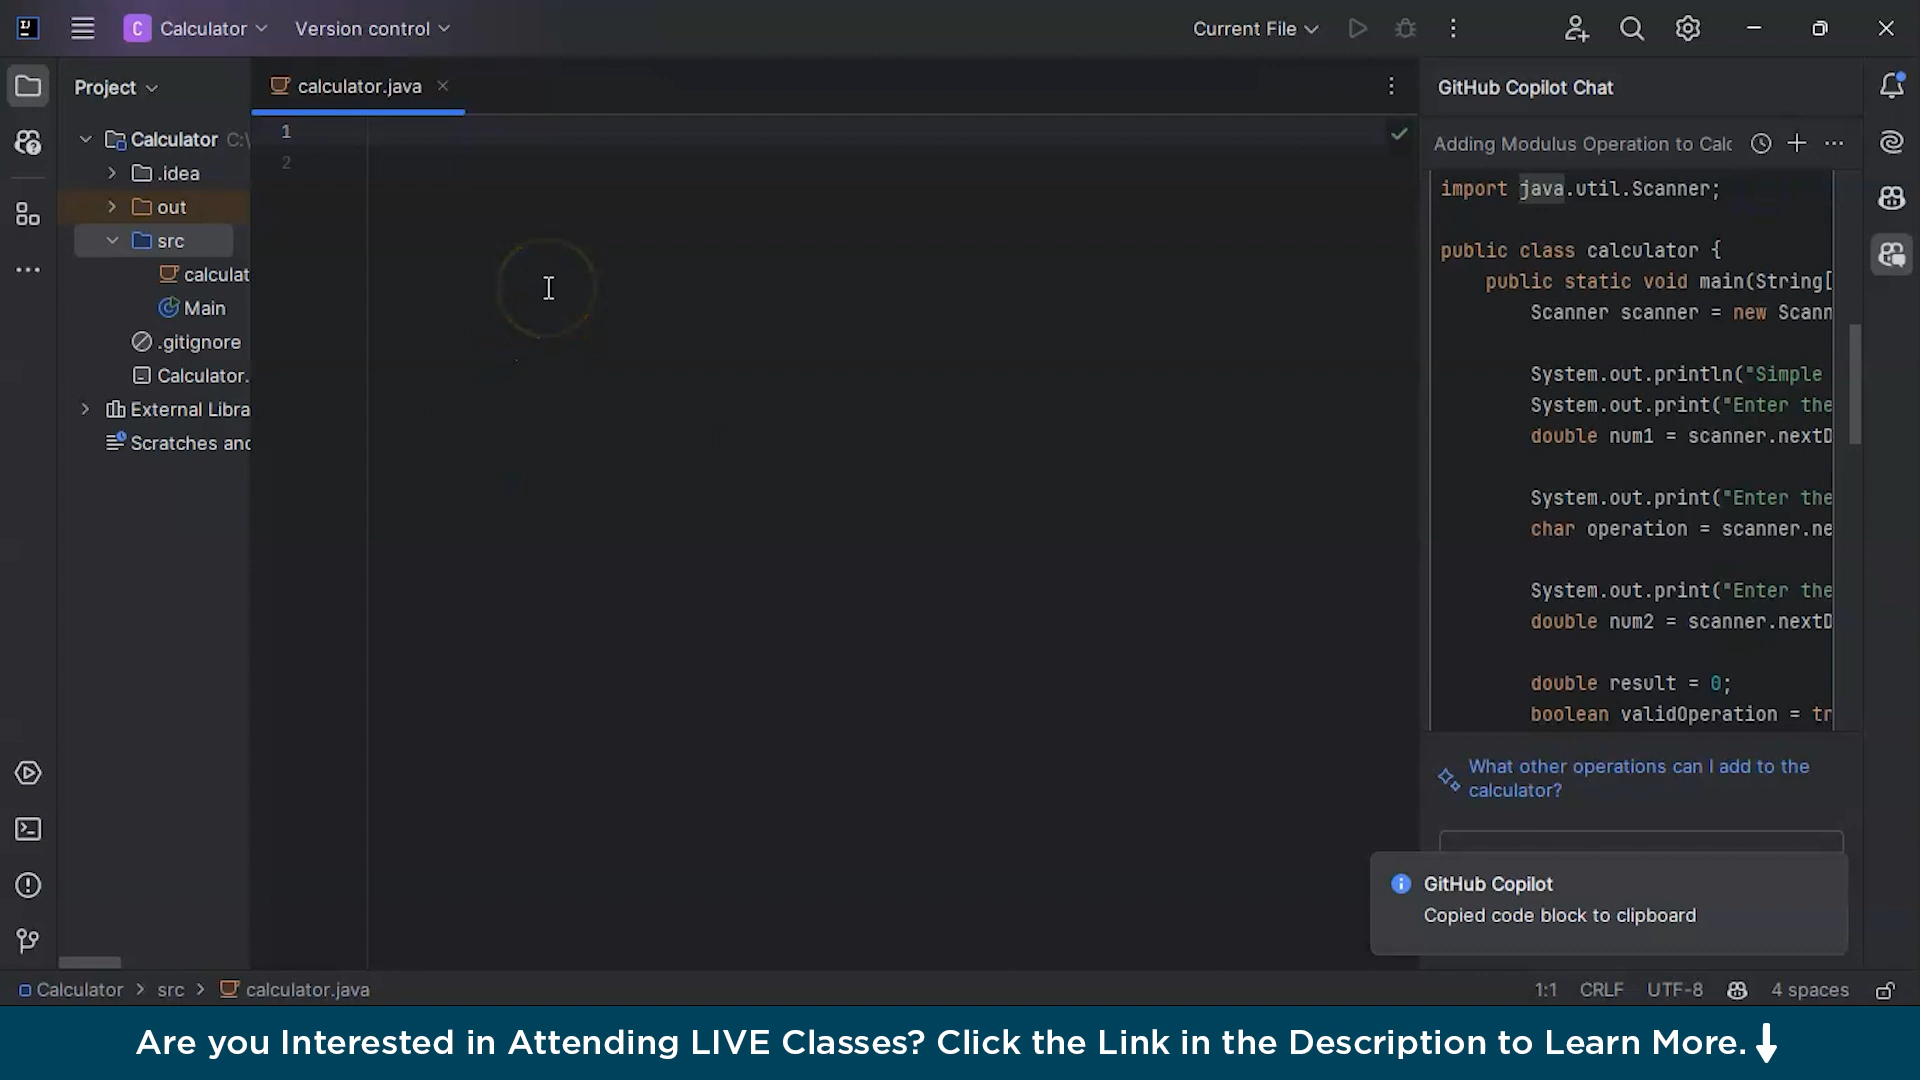 C Calculator Version control Current File
Project
calculator.java
GitHub Copilot Chat
Adding Modulus Operation to Calc
Calculator C:\
.idea
out
src
calculat
Main
.gitignore
Calculator.
External Libra
Scratches and
1
2
import java.util.Scanner;
public class calculator {
public static void main(String[
Scanner scanner = new Scann
System.out.println("Simple
System.out.print("Enter the
double num1 = scanner.nextD
System.out.print("Enter the
char operation = scanner.ne
System.out.print("Enter the
double num2 = scanner.nextD
double result = 0;
boolean validOperation = tr
What other operations can I add to the
calculator?
GitHub Copilot
Copied code block to clipboard
Calculator > src > calculator.java
1:1 CRLF UTF-8 4 spaces
Are you Interested in Attending LIVE Classes? Click the Link in the Description to Learn More.